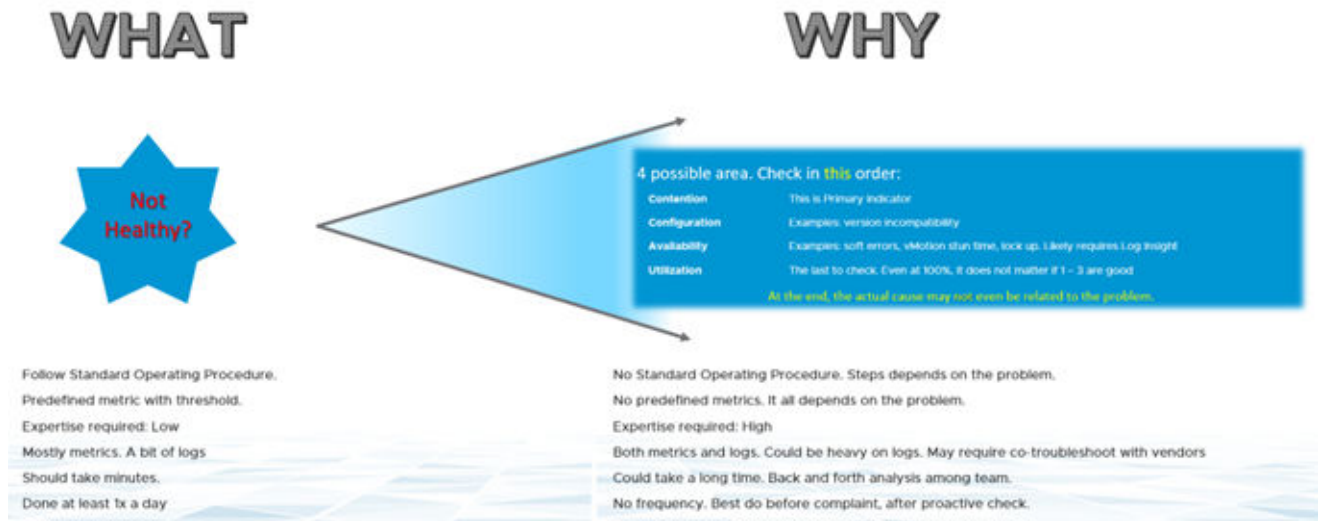 WHAT
WHY
Not
Healthy?
4 possible area. Check in this order:
Contention This is Primary Indicator
Configuration Examples: version incompatibility
Availability Examples: soft errors, vMotion stun time, lock up. Likely requires Log Insight
Utilization The last to check. Even at 100%, it does not matter if 1 – 3 are good
At the end, the actual cause may not even be related to the problem.
Follow Standard Operating Procedure.
Predefined metric with threshold.
Expertise required: Low
Mostly metrics. A bit of logs
Should take minutes.
Done at least 1x a day
No Standard Operating Procedure. Steps depends on the problem.
No predefined metrics. It all depends on the problem.
Expertise required: High
Both metrics and logs. Could be heavy on logs. May require co-troubleshoot with vendors
Could take a long time. Back and forth analysis among team.
No frequency. Best do before complaint, after proactive check.